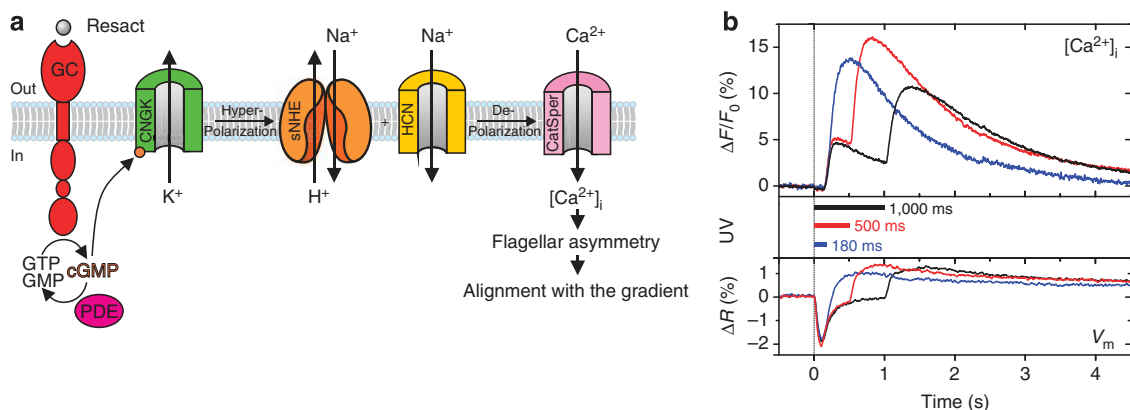 a
Resact
GC
Out
In
CNGK
K⁺
Hyper-
Polarization
Na⁺
sNHE
H⁺
+
Na⁺
HCN
De-
Polarization
Ca²⁺
CatSper
[Ca²⁺]ᵢ
Flagellar asymmetry
Alignment with the gradient
GTP
GMP
cGMP
PDE
b
[Ca²⁺]ᵢ
ΔF/F₀ (%)
15
10
5
0
UV
1,000 ms
500 ms
180 ms
ΔR (%)
1
0
−1
−2
Vₘ
0 1 2 3 4
Time (s)